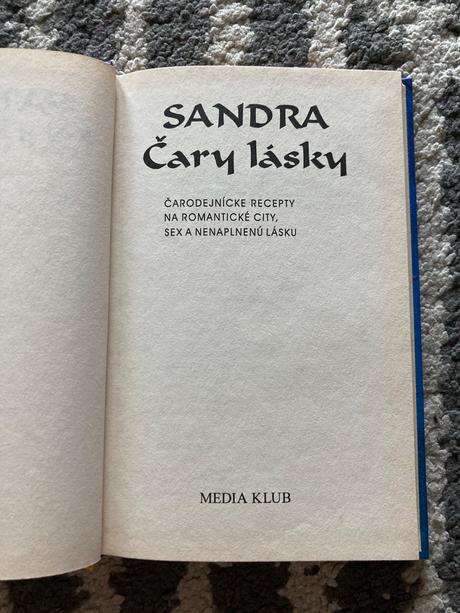 SANDRA
Čary lásky
ČARODEJNÍCKE RECEPTY
NA ROMANTICKÉ CITY,
SEX A NENAPLNENÚ LÁSKU
MEDIA KLUB